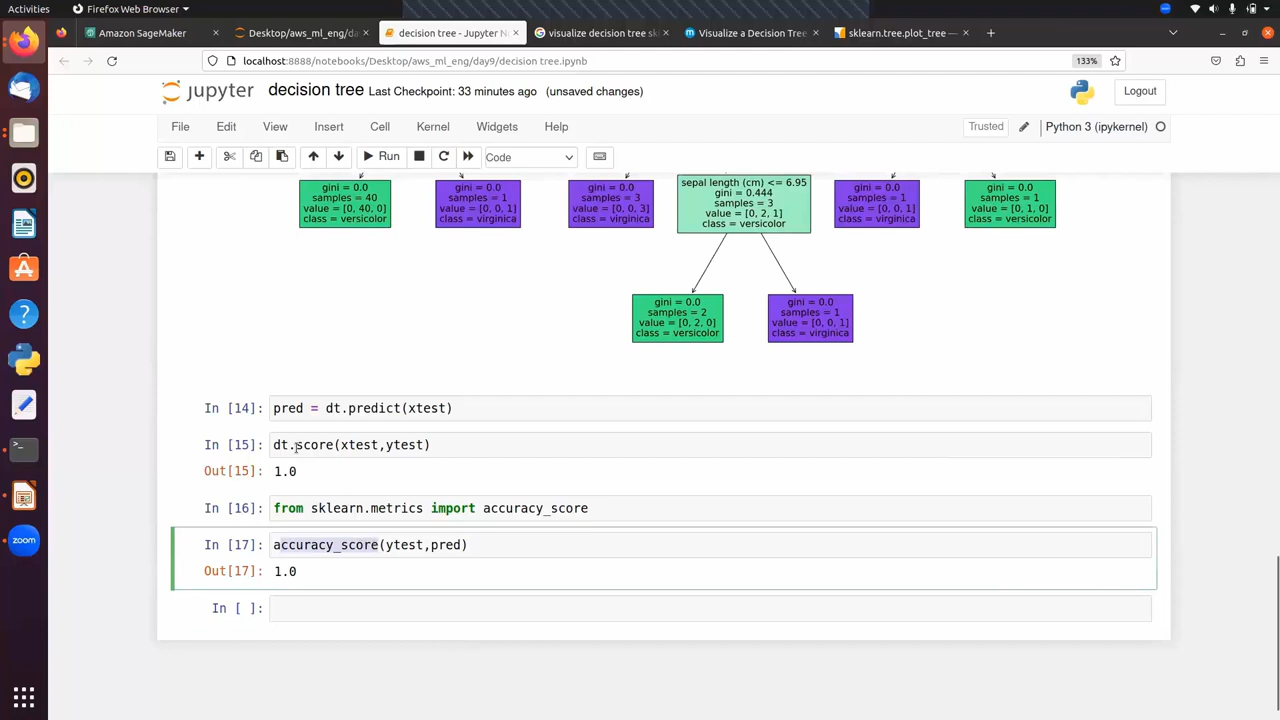 Activities
Firefox Web Browser
Amazon SageMaker
Desktop/aws_ml_eng/da
decision tree - Jupyter N
visualize decision tree sk
Visualize a Decision Tree
sklearn.tree.plot_tree —
localhost:8888/notebooks/Desktop/aws_ml_eng/day9/decision tree.ipynb
133%
jupyter decision tree Last Checkpoint: 33 minutes ago (unsaved changes)
Logout
File Edit View Insert Cell Kernel Widgets Help
Trusted
Python 3 (ipykernel)
Run
Code
gini = 0.0
samples = 40
value = [0, 40, 0]
class = versicolor
gini = 0.0
samples = 1
value = [0, 0, 1]
class = virginica
gini = 0.0
samples = 3
value = [0, 0, 3]
class = virginica
sepal length (cm) <= 6.95
gini = 0.444
samples = 3
value = [0, 2, 1]
class = versicolor
gini = 0.0
samples = 1
value = [0, 0, 1]
class = virginica
gini = 0.0
samples = 1
value = [0, 1, 0]
class = versicolor
gini = 0.0
samples = 2
value = [0, 2, 0]
class = versicolor
gini = 0.0
samples = 1
value = [0, 0, 1]
class = virginica
In [14]: pred = dt.predict(xtest)
In [15]: dt.score(xtest,ytest)
Out[15]: 1.0
In [16]: from sklearn.metrics import accuracy_score
In [17]: accuracy_score(ytest,pred)
Out[17]: 1.0
In [ ]:
zoom